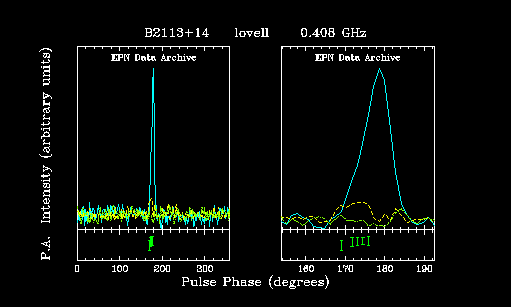 B2113+14 lovell 0.408 GHz
EPN Data Archive EPN Data Archive
P.A. Intensity (arbitrary units)
0 100 200 300 160 170 180 190
Pulse Phase (degrees)